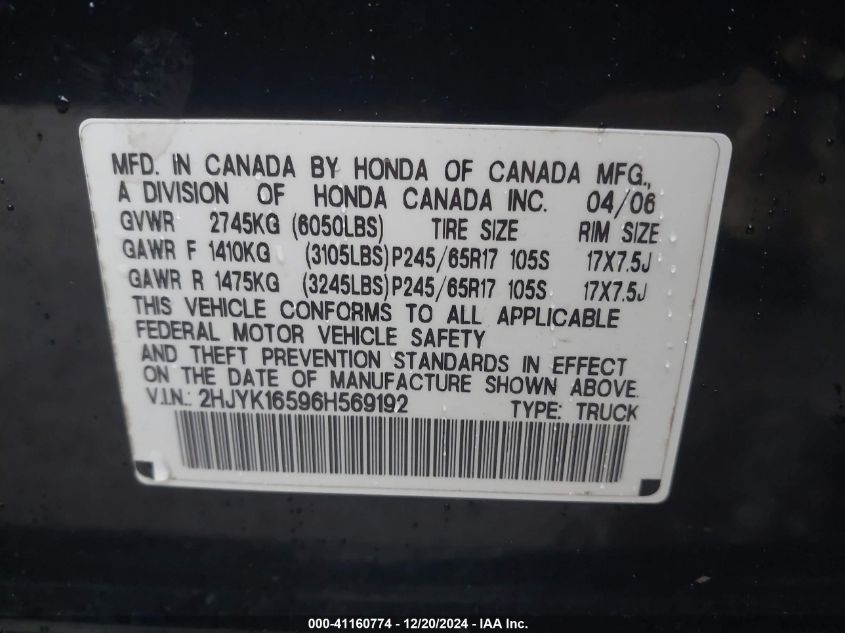 MFD. IN CANADA BY HONDA OF CANADA MFG.,
A DIVISION OF HONDA CANADA INC. 04/06
GVWR 2745KG (6050LBS) TIRE SIZE RIM SIZE
GAWR F 1410KG (3105LBS) P245/65R17 105S 17X7.5J
GAWR R 1475KG (3245LBS) P245/65R17 105S 17X7.5J
THIS VEHICLE CONFORMS TO ALL APPLICABLE
FEDERAL MOTOR VEHICLE SAFETY
AND THEFT PREVENTION STANDARDS IN EFFECT
ON THE DATE OF MANUFACTURE SHOWN ABOVE.
V.I.N.: 2HJYK16596H569192 TYPE: TRUCK
000-41160774 - 12/20/2024 - IAA Inc.